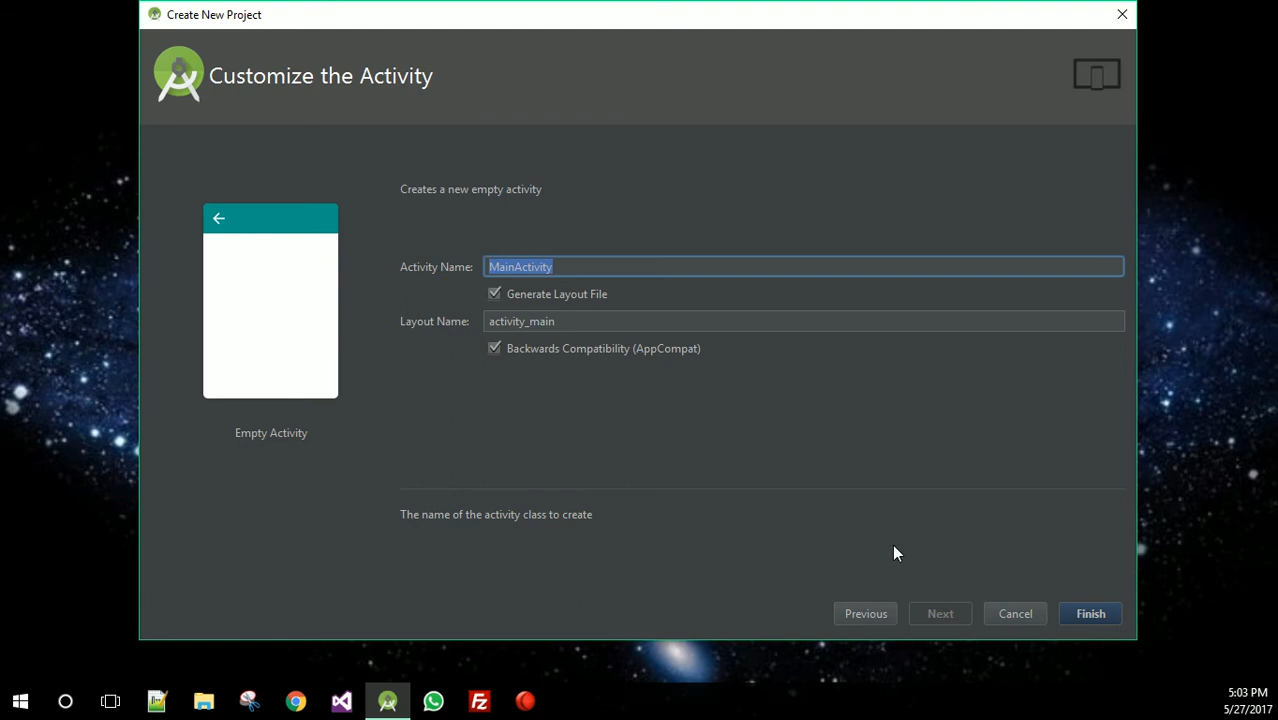 Create New Project
Customize the Activity
Creates a new empty activity
Activity Name: MainActivity
Generate Layout File
Layout Name: activity_main
Backwards Compatibility (AppCompat)
Empty Activity
The name of the activity class to create
Previous Next Cancel Finish
5:03 PM
5/27/2017